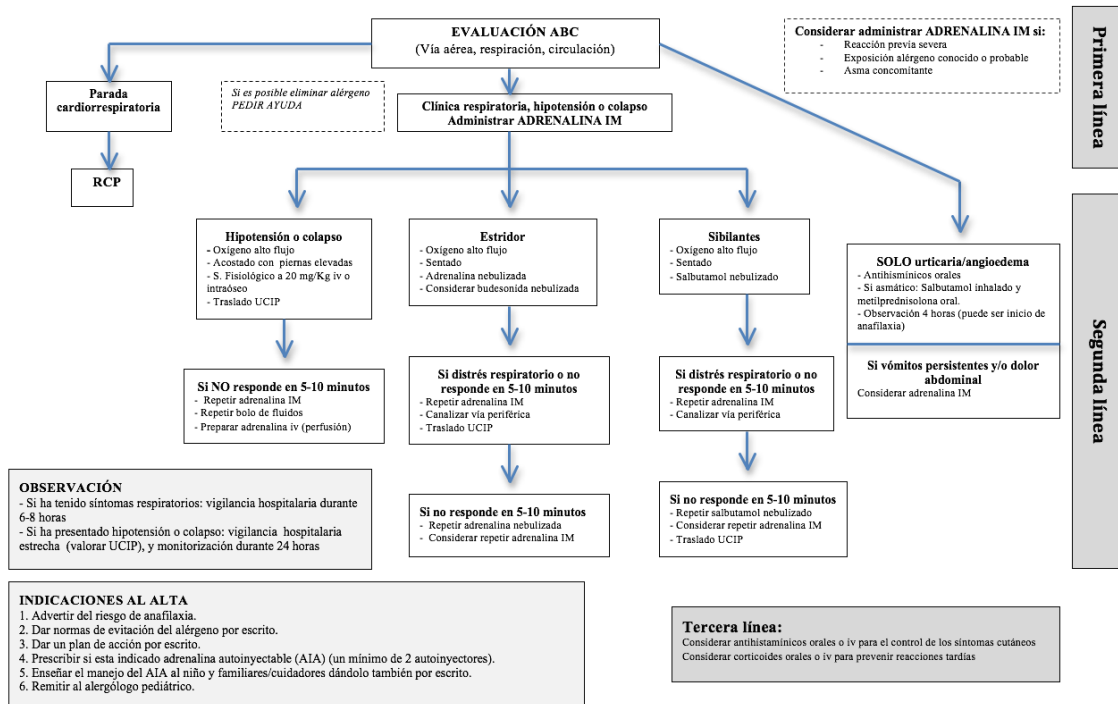 EVALUACIÓN ABC
(Vía aérea, respiración, circulación)
Considerar administrar ADRENALINA IM si:
- Reacción previa severa
- Exposición alérgeno conocido o probable
- Asma concomitante
Primera línea
Parada
cardiorrespiratoria
Si es posible eliminar alérgeno
PEDIR AYUDA
Clínica respiratoria, hipotensión o colapso
Administrar ADRENALINA IM
RCP
Hipotensión o colapso
- Oxígeno alto flujo
- Acostado con piernas elevadas
- S. Fisiológico a 20 mg/Kg iv o
intraóseo
- Traslado UCIP
Estridor
- Oxígeno alto flujo
- Sentado
- Adrenalina nebulizada
- Considerar budesonida nebulizada
Sibilantes
- Oxígeno alto flujo
- Sentado
- Salbutamol nebulizado
SOLO urticaria/angioedema
- Antihismínicos orales
- Si asmático: Salbutamol inhalado y
metilprednisolona oral.
- Observación 4 horas (puede ser inicio de
anafilaxia)
Si vómitos persistentes y/o dolor
abdominal
Considerar adrenalina IM
Segunda línea
Si NO responde en 5-10 minutos
- Repetir adrenalina IM
- Repetir bolo de fluidos
- Preparar adrenalina iv (perfusión)
Si distrés respiratorio o no
responde en 5-10 minutos
- Repetir adrenalina IM
- Canalizar vía periférica
- Traslado UCIP
Si distrés respiratorio o no
responde en 5-10 minutos
- Repetir adrenalina IM
- Canalizar vía periférica
Si no responde en 5-10 minutos
- Repetir adrenalina nebulizada
- Considerar repetir adrenalina IM
Si no responde en 5-10 minutos
- Repetir salbutamol nebulizado
- Considerar repetir adrenalina IM
- Traslado UCIP
OBSERVACIÓN
- Si ha tenido síntomas respiratorios: vigilancia hospitalaria durante
6-8 horas
- Si ha presentado hipotensión o colapso: vigilancia hospitalaria
estrecha (valorar UCIP), y monitorización durante 24 horas
INDICACIONES AL ALTA
1. Advertir del riesgo de anafilaxia.
2. Dar normas de evitación del alérgeno por escrito.
3. Dar un plan de acción por escrito.
4. Prescribir si esta indicado adrenalina autoinyectable (AIA) (un mínimo de 2 autoinyectores).
5. Enseñar el manejo del AIA al niño y familiares/cuidadores dándolo también por escrito.
6. Remitir al alergólogo pediátrico.
Tercera línea:
Considerar antihistamínicos orales o iv para el control de los síntomas cutáneos
Considerar corticoides orales o iv para prevenir reacciones tardías